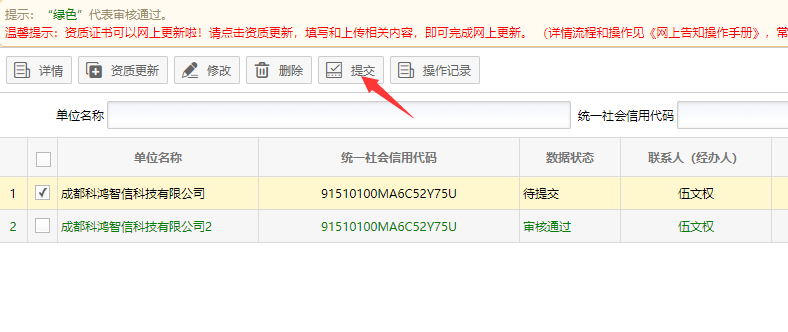 提示：“绿色”代表审核通过。
温馨提示：资质证书可以网上更新啦！请点击资质更新，填写和上传相关内容，即可完成网上更新。（详情流程和操作见《网上告知操作手册》，常
详情 资质更新 修改 删除 提交 操作记录
单位名称 统一社会信用代码
单位名称 统一社会信用代码 数据状态 联系人（经办人）
1 成都科鸿智信科技有限公司 91510100MA6C52Y75U 待提交 伍文权
2 成都科鸿智信科技有限公司2 91510100MA6C52Y75U 审核通过 伍文权